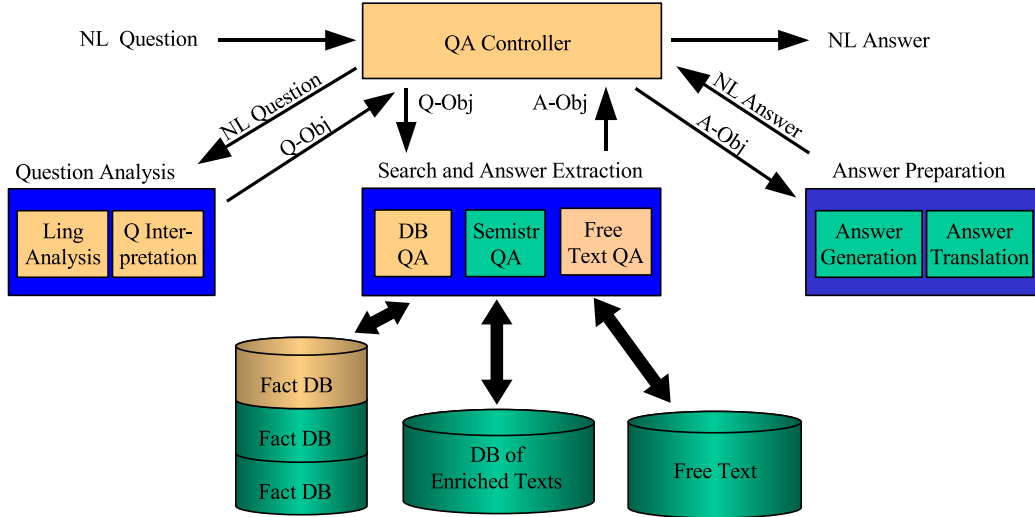 NL Question
QA Controller
NL Answer
NL Question
Q-Obj
Q-Obj
A-Obj
NL Answer
A-Obj
Question Analysis
Search and Answer Extraction
Answer Preparation
Ling
Analysis
Q Inter-
pretation
DB
QA
Semistr
QA
Free
Text QA
Answer
Generation
Answer
Translation
Fact DB
Fact DB
Fact DB
DB of
Enriched Texts
Free Text